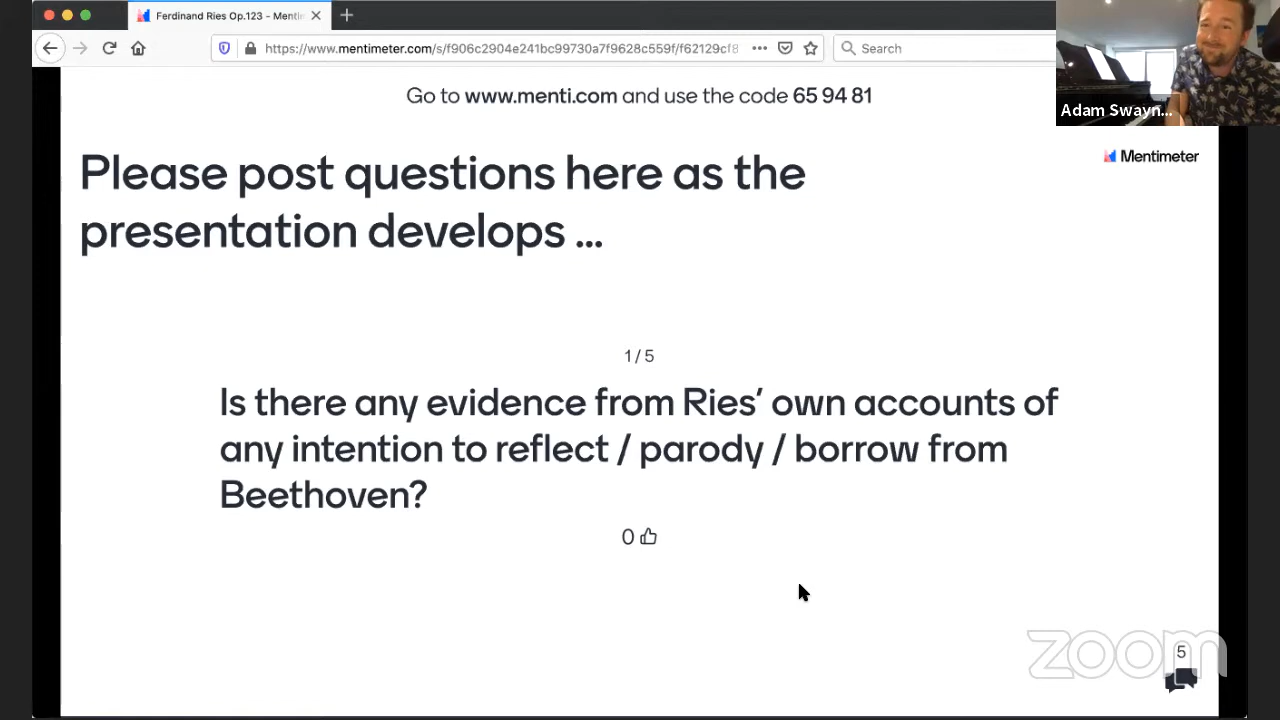 Ferdinand Ries Op.123 - Menti
https://www.mentimeter.com/s/f906c2904e241bc99730a7f9628c559f/f62129cf8
Search
Adam Swayn...
Go to www.menti.com and use the code 65 94 81
Mentimeter
Please post questions here as the
presentation develops ...
1 / 5
Is there any evidence from Ries’ own accounts of
any intention to reflect / parody / borrow from
Beethoven?
0
zoom
5